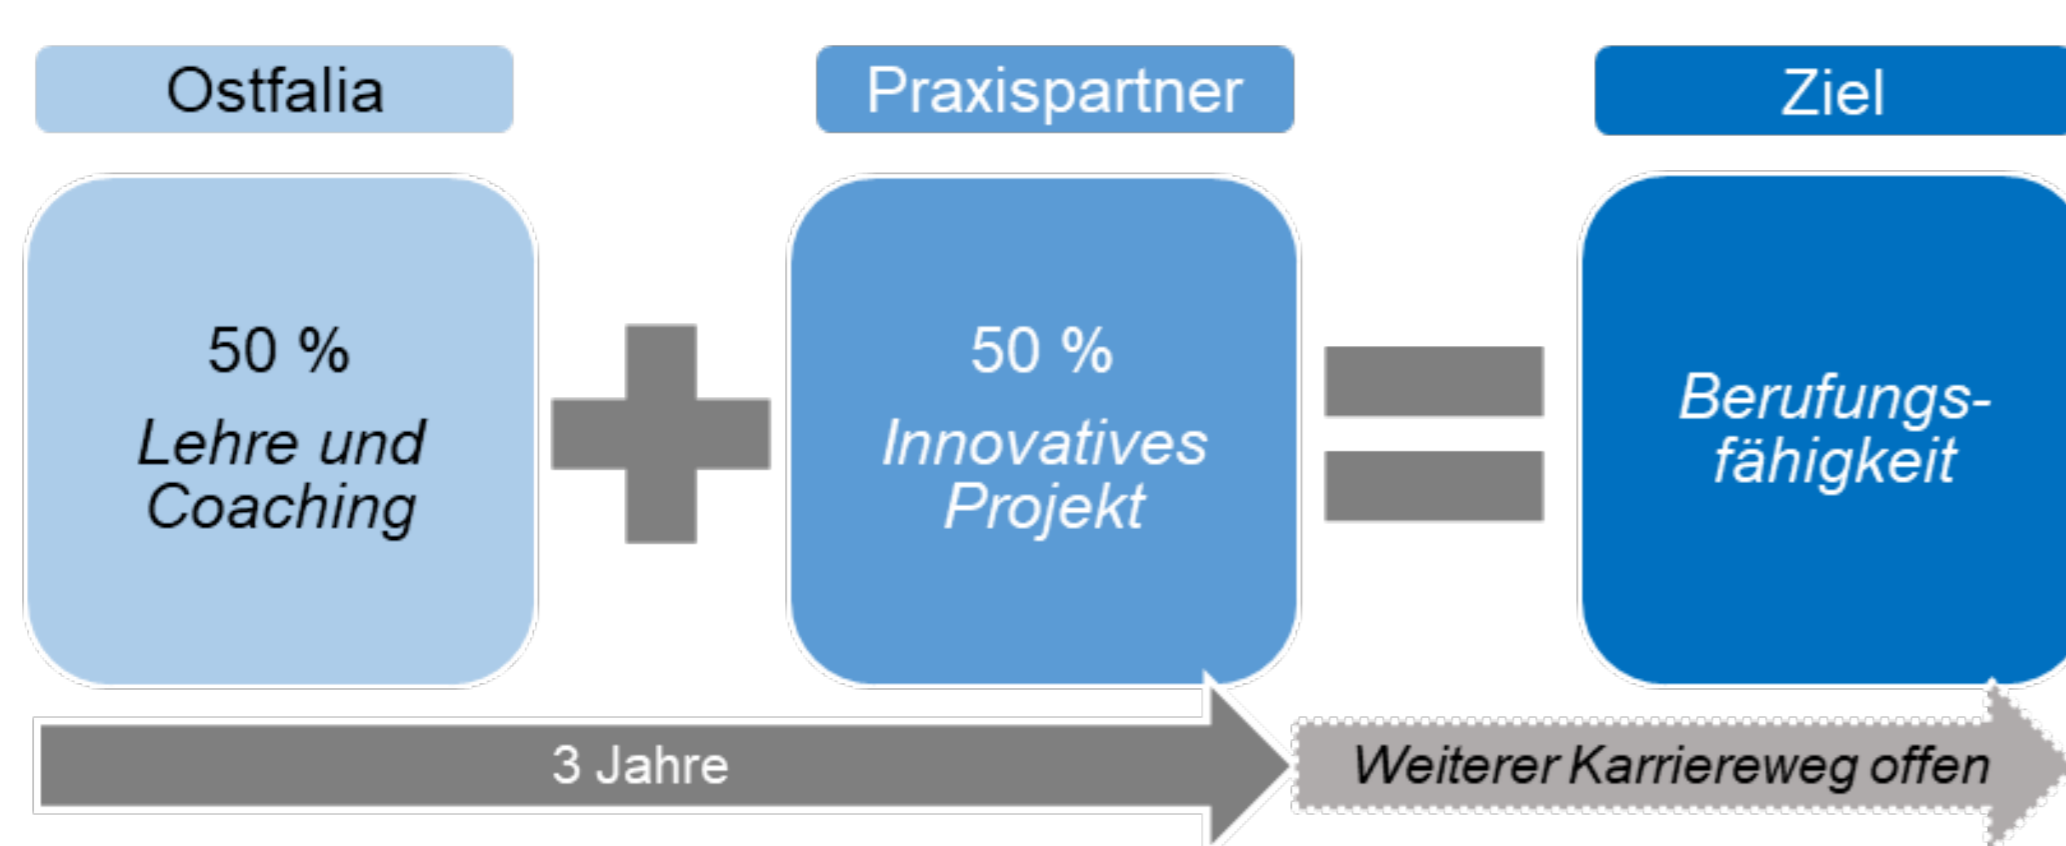 Ostfalia
Praxispartner
Ziel
50 %
Lehre und
Coaching
50 %
Innovatives
Projekt
Berufungs-
fähigkeit
3 Jahre
Weiterer Karriereweg offen